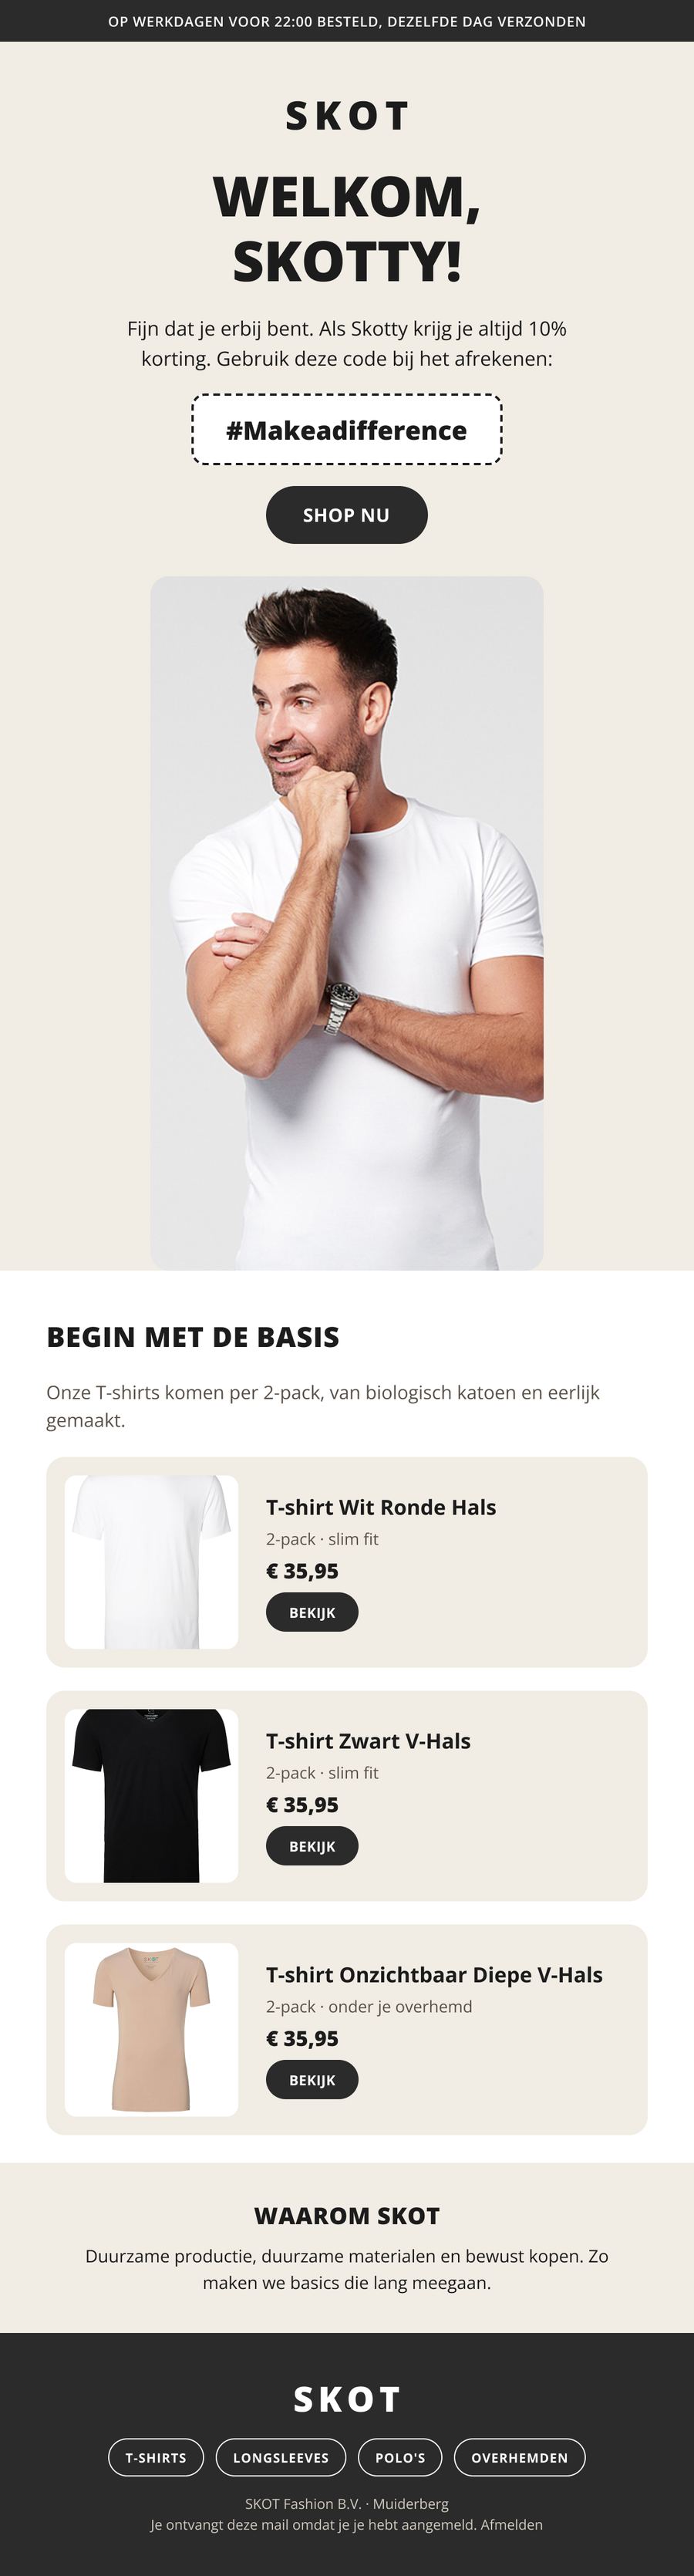 OP WERKDAGEN VOOR 22:00 BESTELD, DEZELFDE DAG VERZONDEN
SKOT
WELKOM,
SKOTTY!
Fijn dat je erbij bent. Als Skotty krijg je altijd 10%
korting. Gebruik deze code bij het afrekenen:
#Makeadifference
SHOP NU
BEGIN MET DE BASIS
Onze T-shirts komen per 2-pack, van biologisch katoen en eerlijk
gemaakt.
T-shirt Wit Ronde Hals
2-pack · slim fit
€ 35,95
BEKIJK
T-shirt Zwart V-Hals
2-pack · slim fit
€ 35,95
BEKIJK
T-shirt Onzichtbaar Diepe V-Hals
2-pack · onder je overhemd
€ 35,95
BEKIJK
WAAROM SKOT
Duurzame productie, duurzame materialen en bewust kopen. Zo
maken we basics die lang meegaan.
SKOT
T-SHIRTS LONGSLEEVES POLO'S OVERHEMDEN
SKOT Fashion B.V. · Muiderberg
Je ontvangt deze mail omdat je je hebt aangemeld. Afmelden